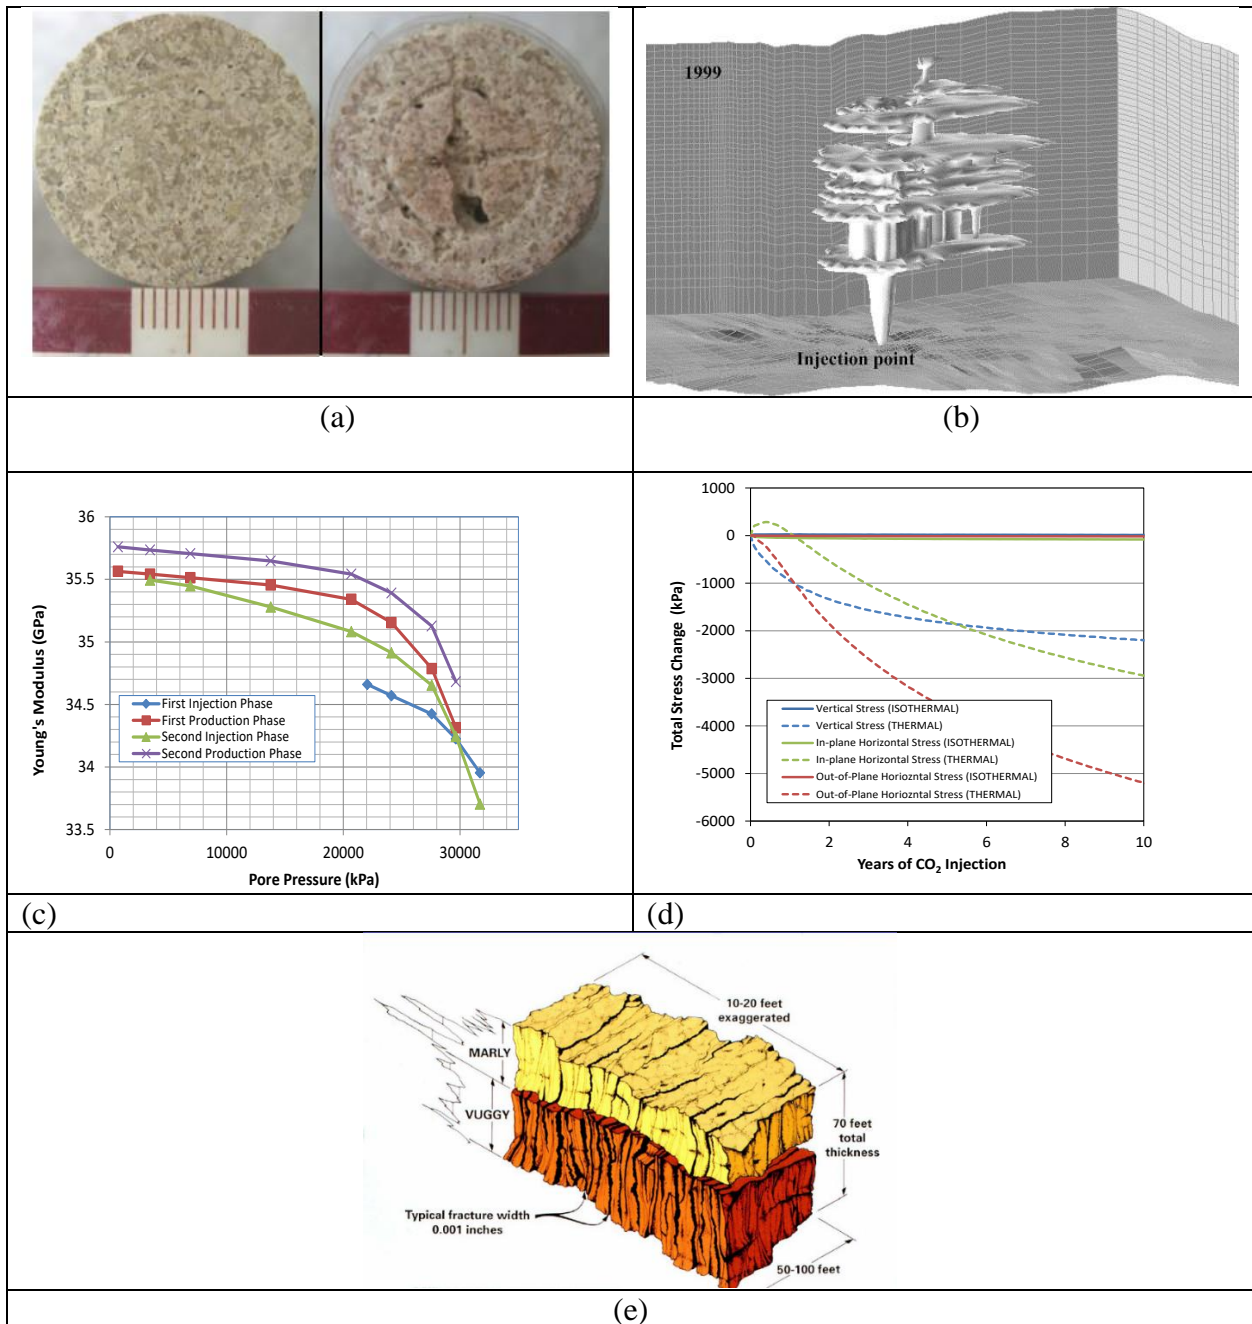 1999
Injection point
(a)
(b)
36
35.5
35
34.5
34
33.5
Young's Modulus (GPa)
First Injection Phase
First Production Phase
Second Injection Phase
Second Production Phase
0
10000
20000
30000
Pore Pressure (kPa)
1000
0
-1000
-2000
-3000
-4000
-5000
-6000
Total Stress Change (kPa)
Vertical Stress (ISOTHERMAL)
Vertical Stress (THERMAL)
In-plane Horizontal Stress (ISOTHERMAL)
In-plane Horizontal Stress (THERMAL)
Out-of-Plane Horiozntal Stress (ISOTHERMAL)
Out-of-Plane Horiozntal Stress (THERMAL)
0
2
4
6
8
10
Years of CO₂ Injection
(c)
(d)
10-20 feet
exaggerated
MARLY
VUGGY
70 feet
total
thickness
Typical fracture width
0.001 inches
50-100 feet
(e)